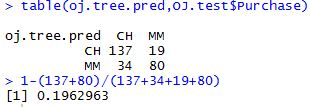 > table(oj.tree.pred,OJ.test$Purchase)
oj.tree.pred CH MM
CH 137 19
MM 34 80
> 1-(137+80)/(137+34+19+80)
[1] 0.1962963